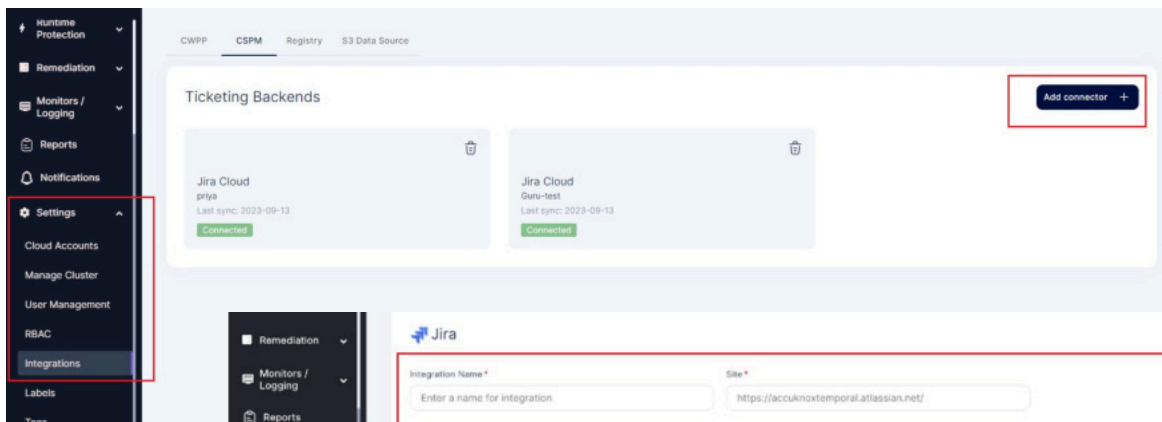 Runtime
Protection
CWPP CSPM Registry S3 Data Source
Remediation
Ticketing Backends
Add connector +
Monitors /
Logging
Reports
Jira Cloud
priya
Last sync: 2023-09-13
Connected
Jira Cloud
Guru-test
Last sync: 2023-09-13
Connected
Notifications
Settings
Cloud Accounts
Manage Cluster
User Management
RBAC
Integrations
Labels
Tags
Remediation
Monitors /
Logging
Reports
Jira
Integration Name *
Enter a name for integration
Site *
https://accuknoxtemporal.atlassian.net/